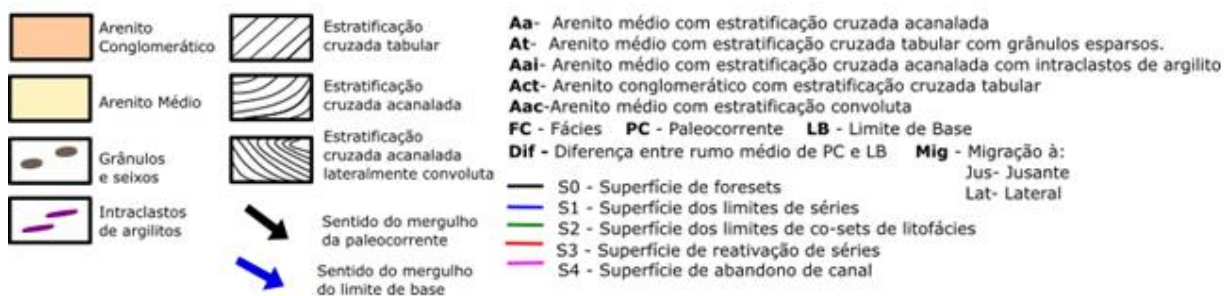 Arenito
Conglomerático
Arenito Médio
Grânulos
e seixos
Intraclastos
de argilitos
Estratificação
cruzada tabular
Estratificação
cruzada acanalada
Estratificação
cruzada acanalada
lateralmente convoluta
Sentido do mergulho
da paleocorrente
Sentido do mergulho
do limite de base
Aa- Arenito médio com estratificação cruzada acanalada
At- Arenito médio com estratificação cruzada tabular com grânulos esparsos.
Aai- Arenito médio com estratificação cruzada acanalada com intraclastos de argilito
Act- Arenito conglomerático com estratificação cruzada tabular
Aac-Arenito médio com estratificação convoluta
FC - Fácies PC - Paleocorrente LB - Limite de Base
Dif - Diferença entre rumo médio de PC e LB Mig - Migração à:
Jus- Jusante
Lat- Lateral
S0 - Superfície de foresets
S1 - Superfície dos limites de séries
S2 - Superfície dos limites de co-sets de litofácies
S3 - Superfície de reativação de séries
S4 - Superfície de abandono de canal